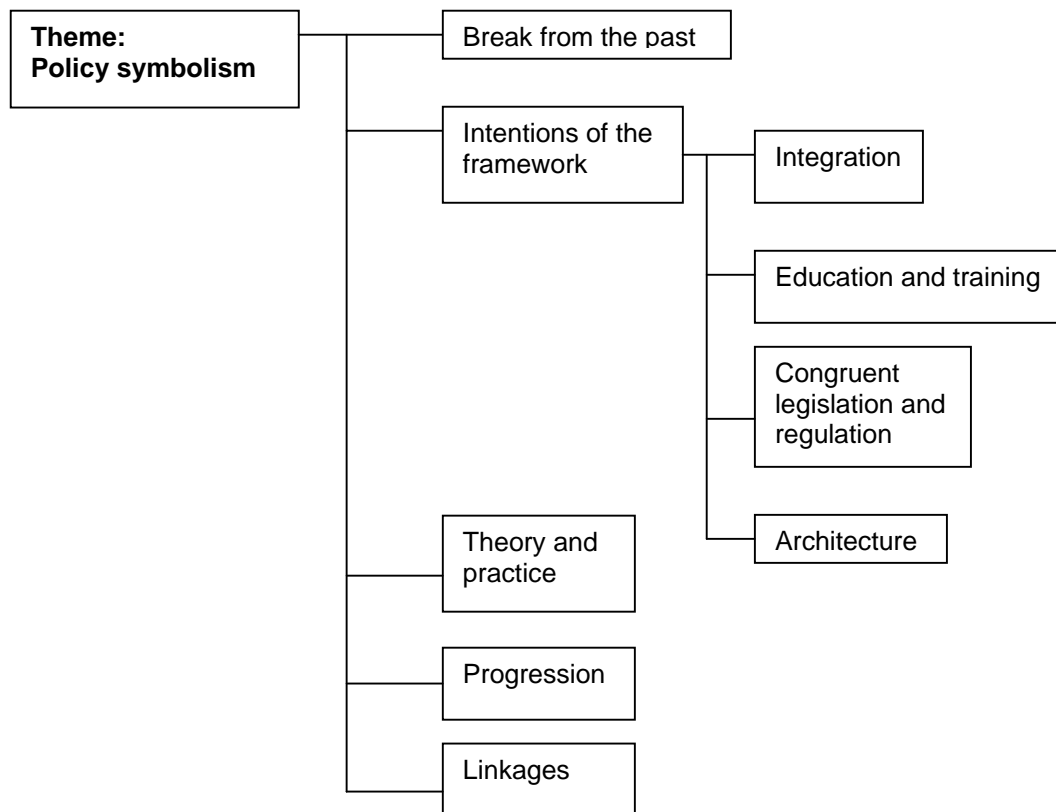 Theme:
Policy symbolism
Break from the past
Intentions of the
framework
Integration
Education and training
Congruent
legislation and
regulation
Architecture
Theory and
practice
Progression
Linkages